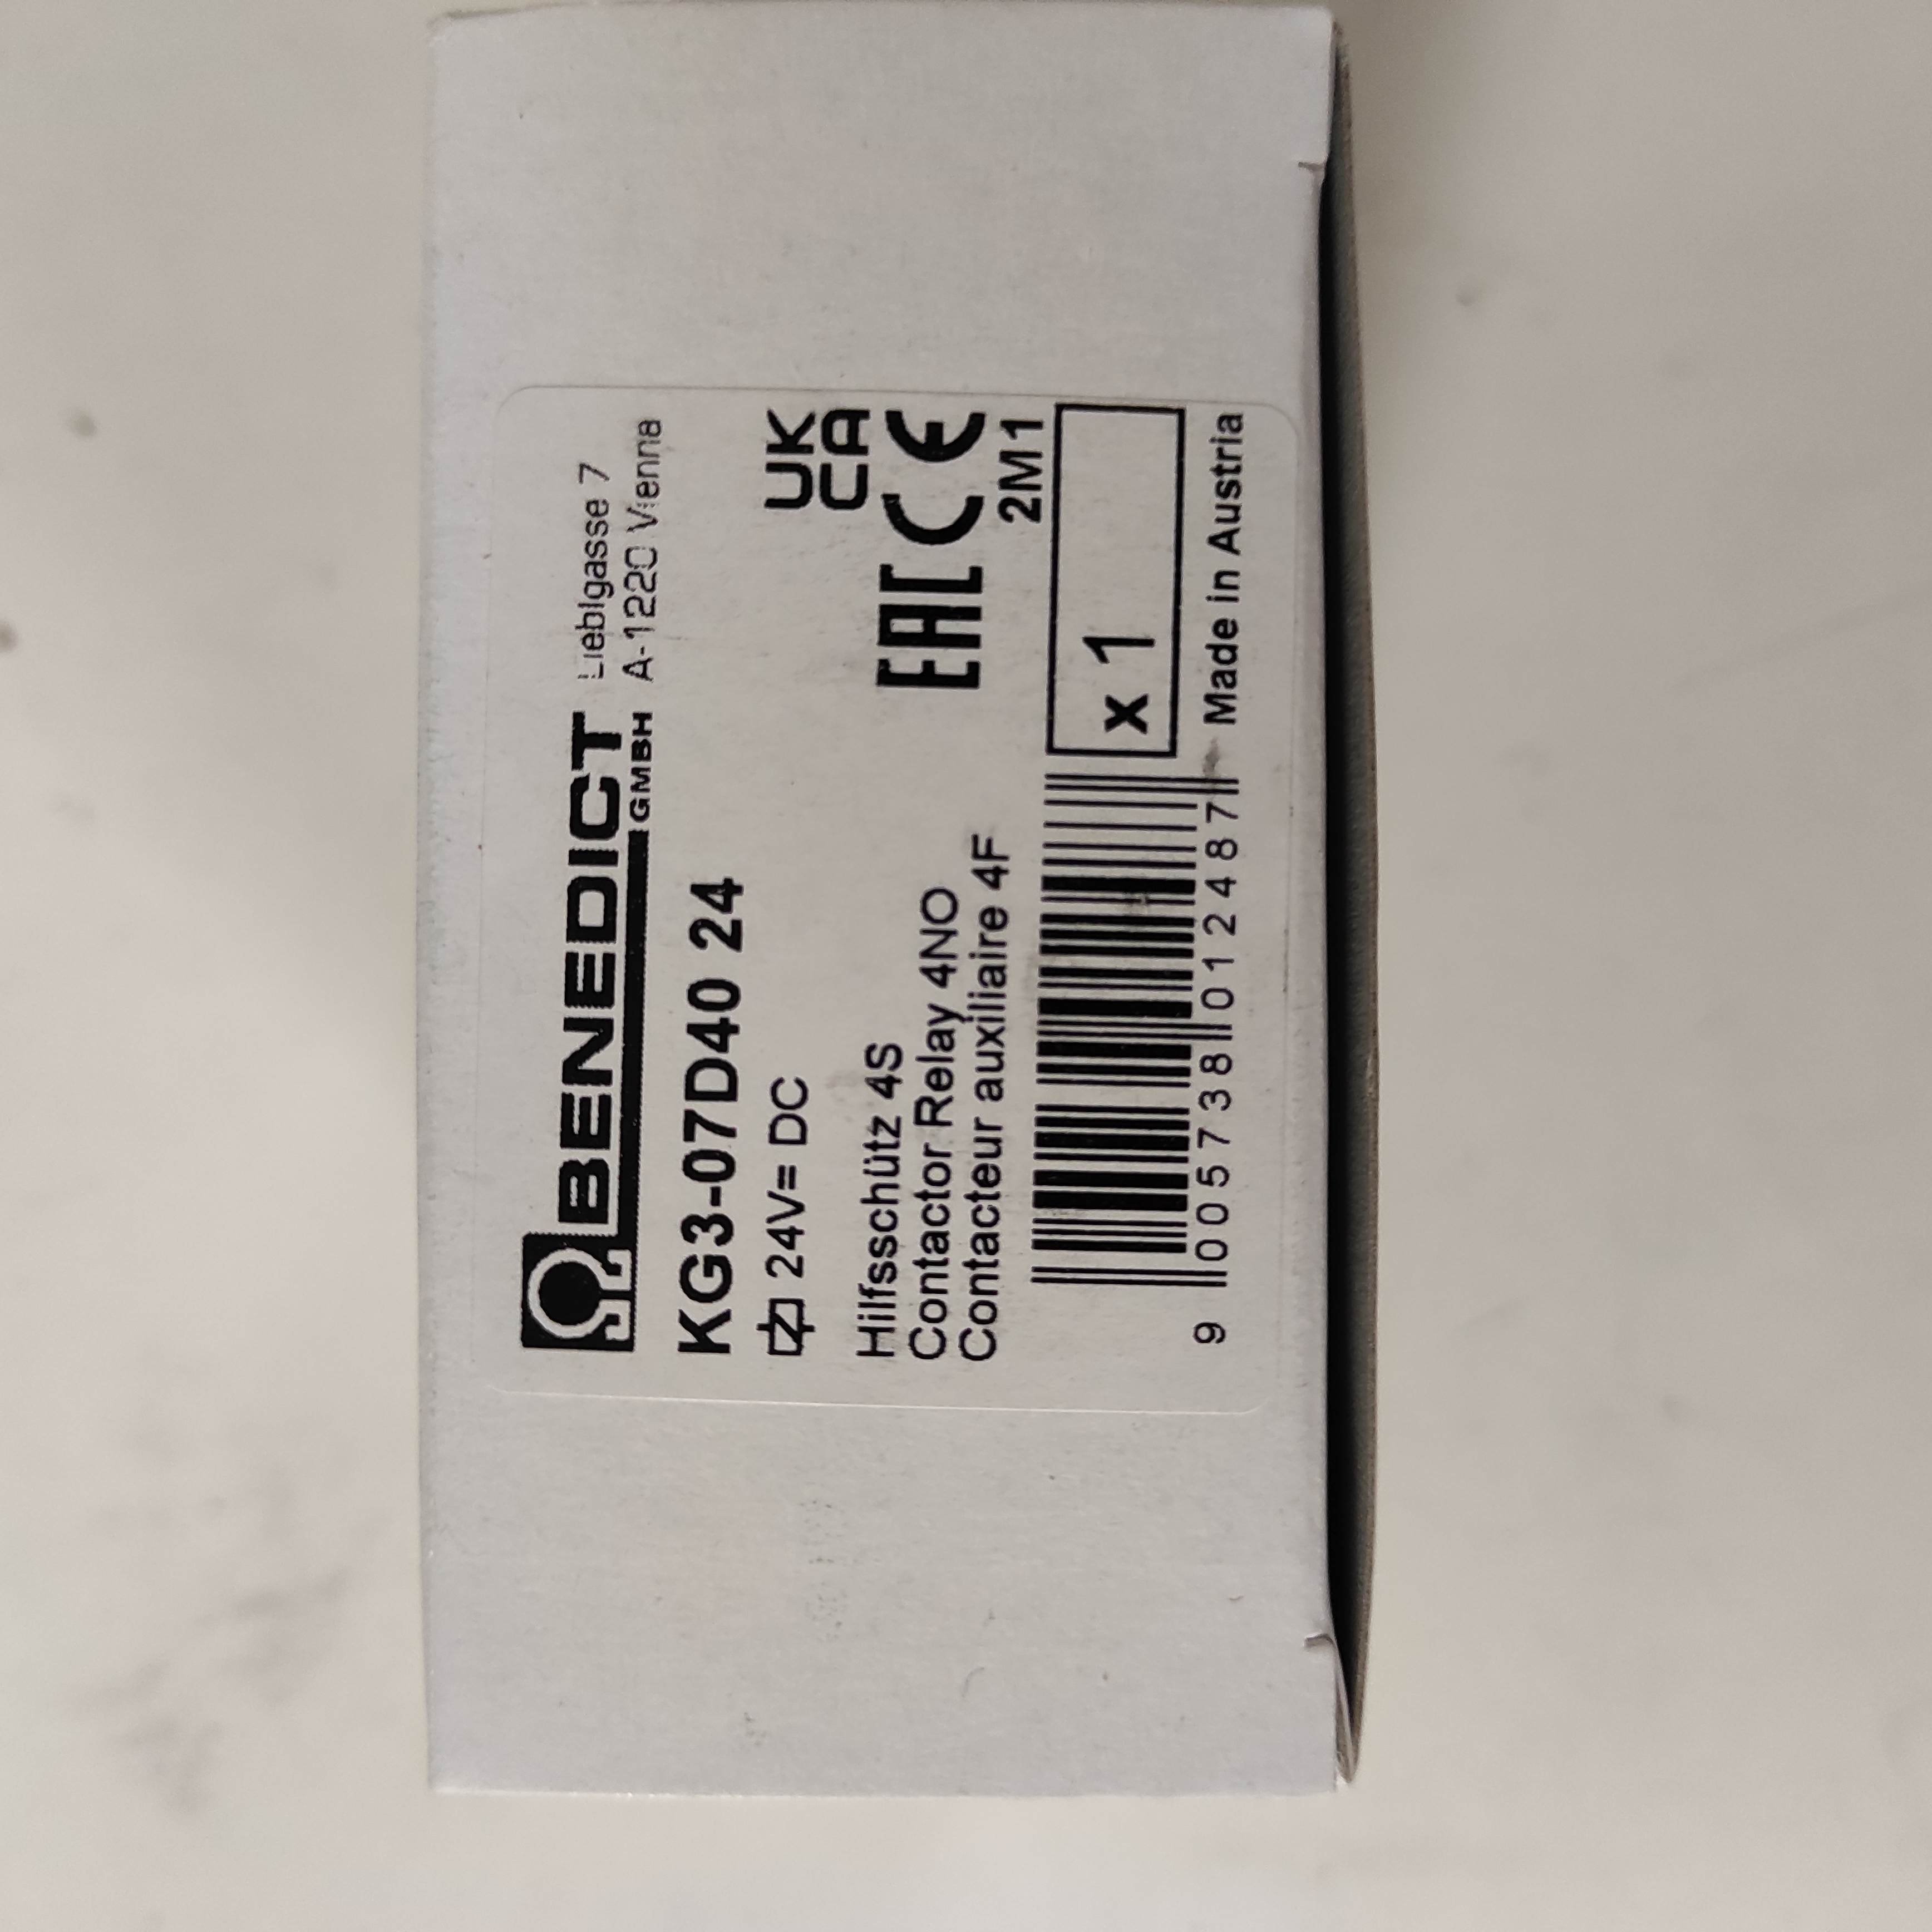 BENEDICT
GMBH
Lieblgasse 7
A-1220 Vienna
KG3-07D40 24
24V= DC
UK
CA
Hilfsschütz 4S
Contactor Relay 4NO
Contacteur auxiliaire 4F
EAC CE
2M1
x 1
9 005738 012487
Made in Austria